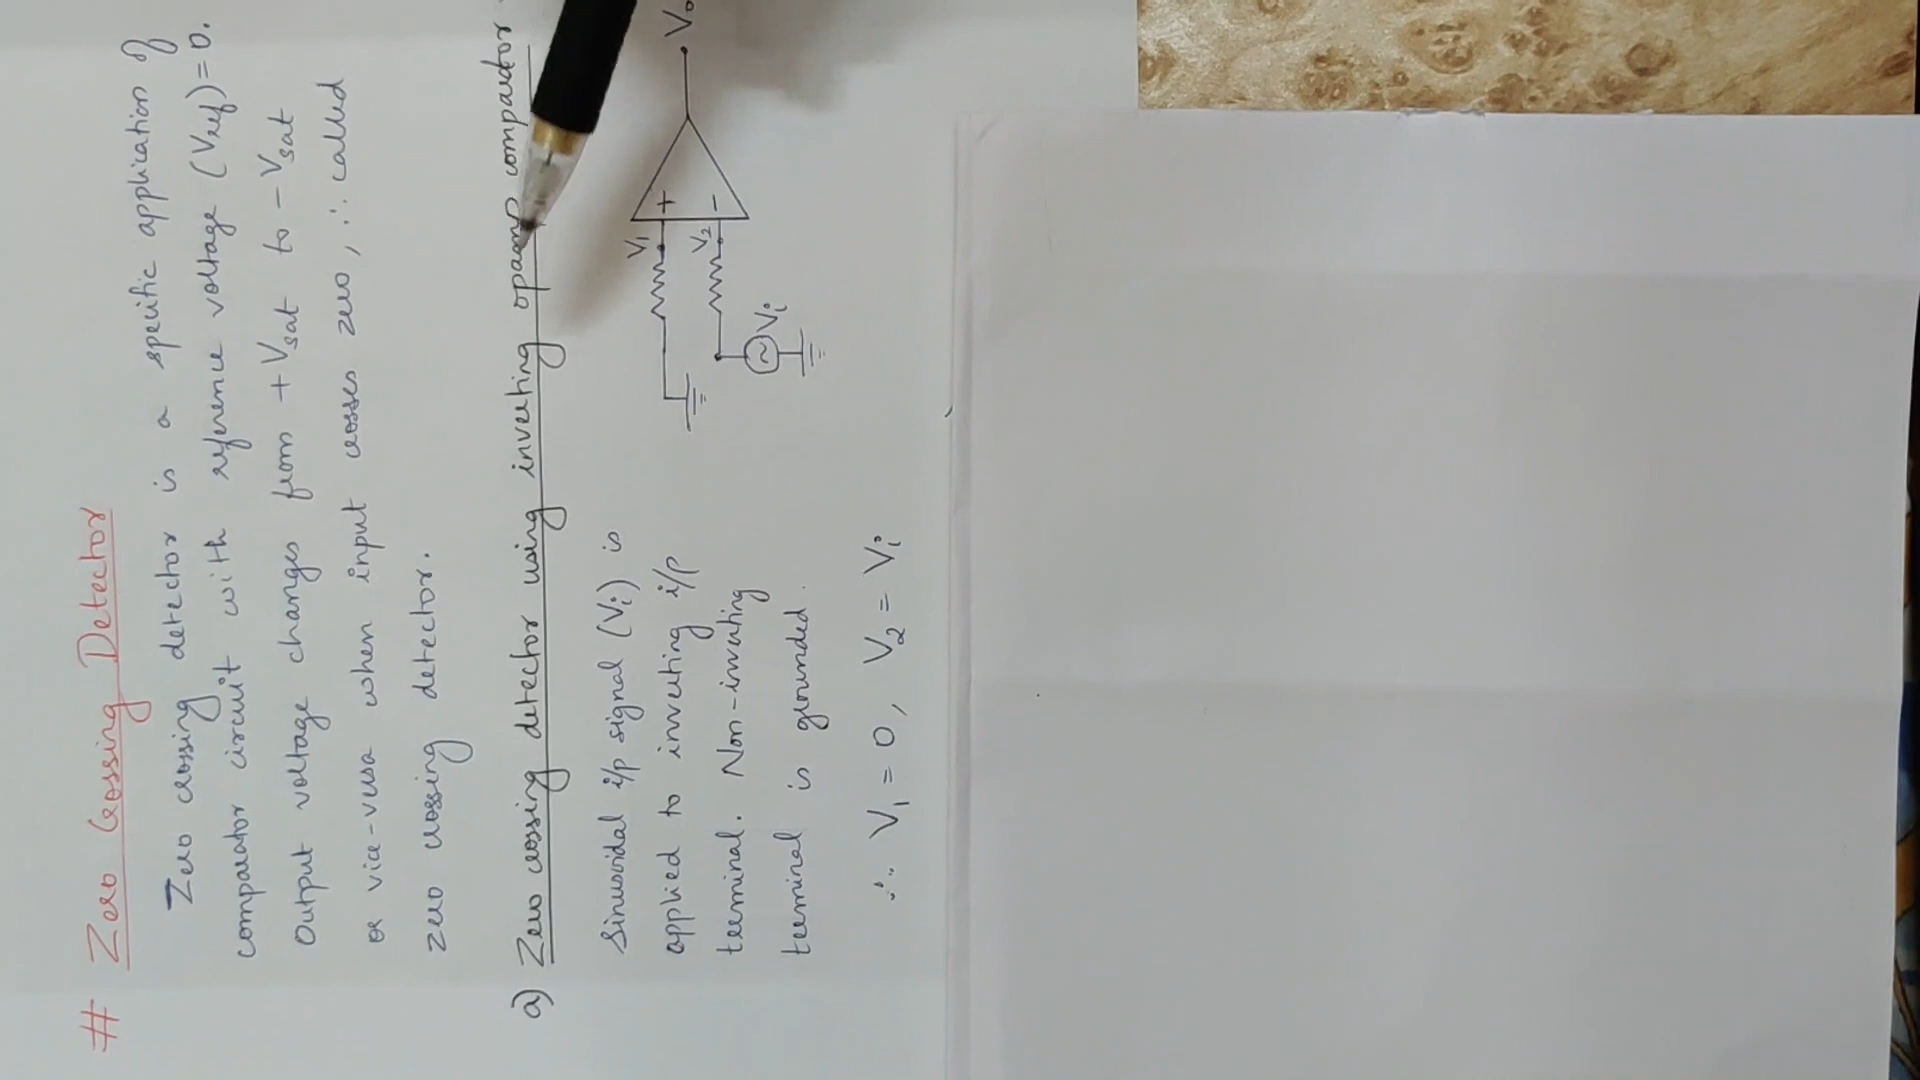 # Zero Crossing Detector
Zero crossing detector is a specific application of
comparator circuit with reference voltage (Vref) = 0.
Output voltage changes from + Vsat to - Vsat
or vice-versa when input crosses zero, ∴ called
zero crossing detector.
a) Zero crossing detector using inverting opamp comparator
Sinusoidal i/p signal (Vi) is
applied to inverting i/p
terminal. Non-inverting
terminal is grounded.
∴ V1 = 0, V2 = Vi
V1
+
V2
-
Vo
~
Vi